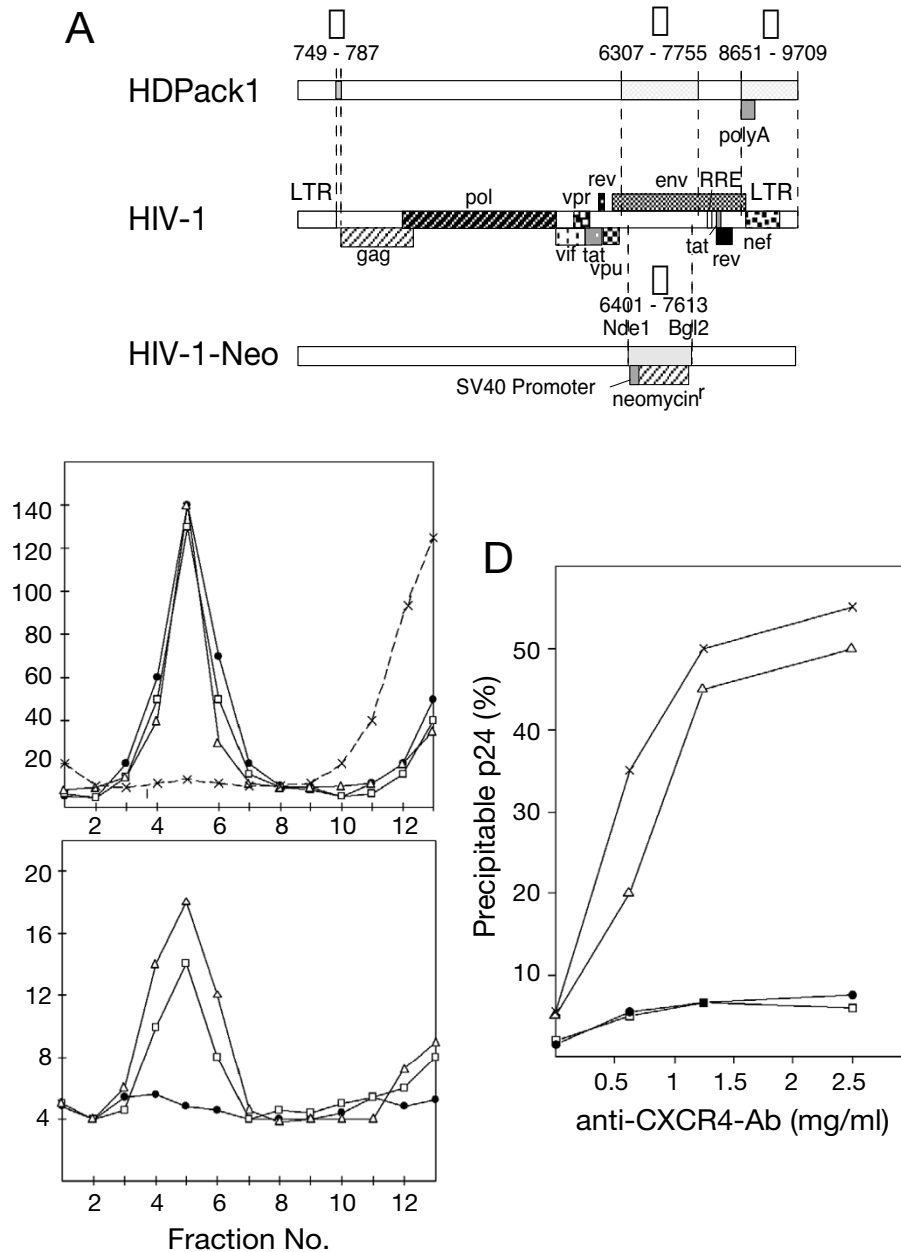 A
749 - 787
6307 - 7755
8651 - 9709
HDPack1
polyA
LTR
pol
vpr
rev
env
RRE
LTR
HIV-1
gag
vif
tat
vpu
tat
rev
nef
6401 - 7613
Nde1
Bgl2
HIV-1-Neo
SV40 Promoter
neomycinʳ
140
120
100
80
60
40
20
2
4
6
8
10
12
20
16
12
8
4
2
4
6
8
10
12
Fraction No.
D
Precipitable p24 (%)
50
40
30
20
10
5
0.5
1
1.5
2
2.5
anti-CXCR4-Ab (mg/ml)